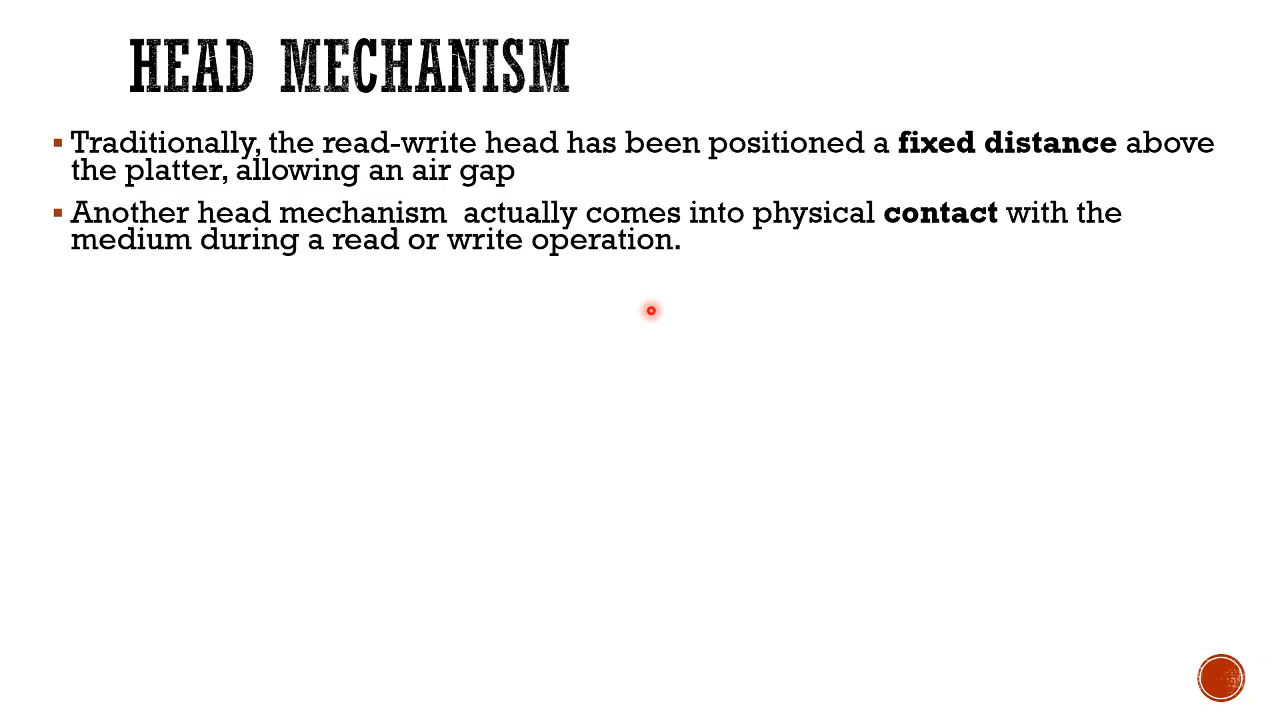 HEAD MECHANISM
▪ Traditionally, the read-write head has been positioned a fixed distance above
the platter, allowing an air gap
▪ Another head mechanism  actually comes into physical contact with the
medium during a read or write operation.